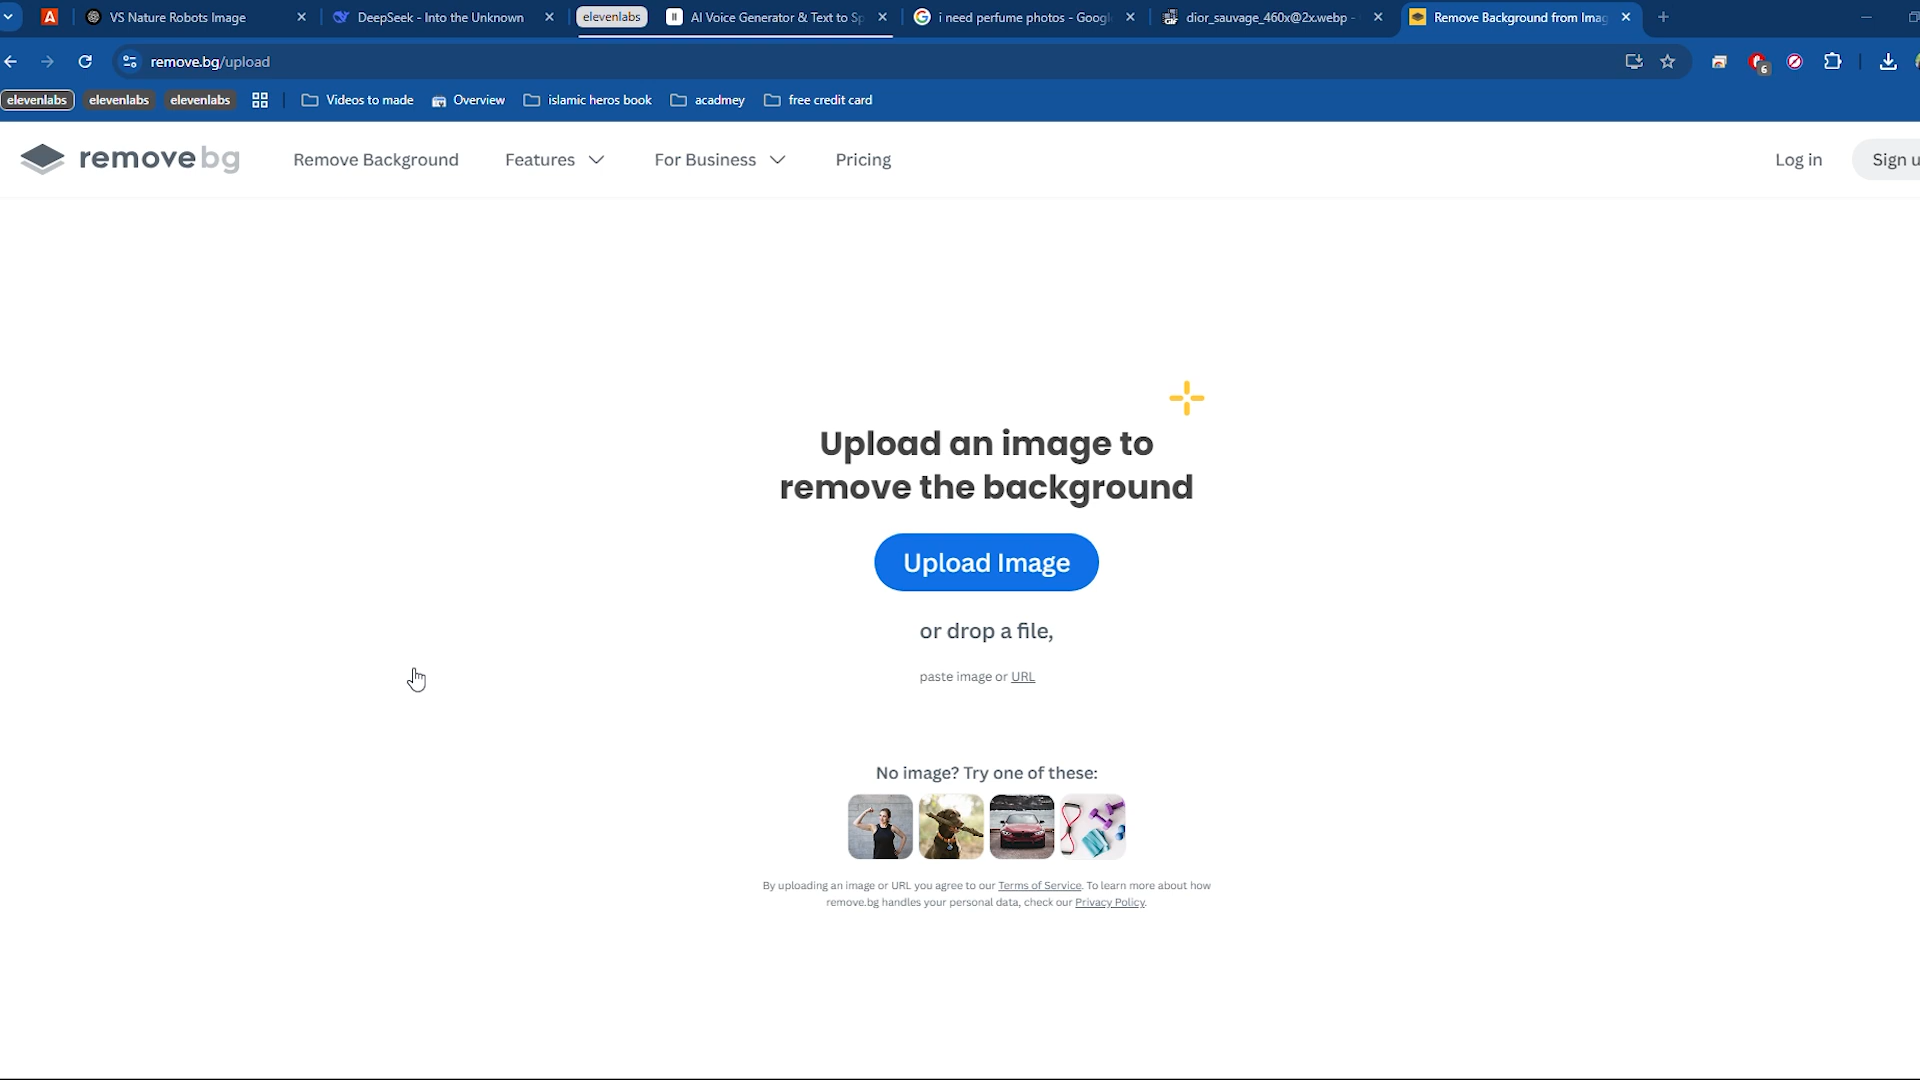 VS Nature Robots Image
DeepSeek - Into the Unknown
elevenlabs
AI Voice Generator & Text to Sp
i need perfume photos - Googl
dior_sauvage_460x@2x.webp -
Remove Background from Imag
remove.bg/upload
6
elevenlabs
elevenlabs
elevenlabs
Videos to made
Overview
islamic heros book
acadmey
free credit card
removebg
Remove Background
Features
For Business
Pricing
Log in
Sign u
Upload an image to
remove the background
Upload Image
or drop a file,
paste image or URL
No image? Try one of these:
By uploading an image or URL you agree to our Terms of Service. To learn more about how
remove.bg handles your personal data, check our Privacy Policy.